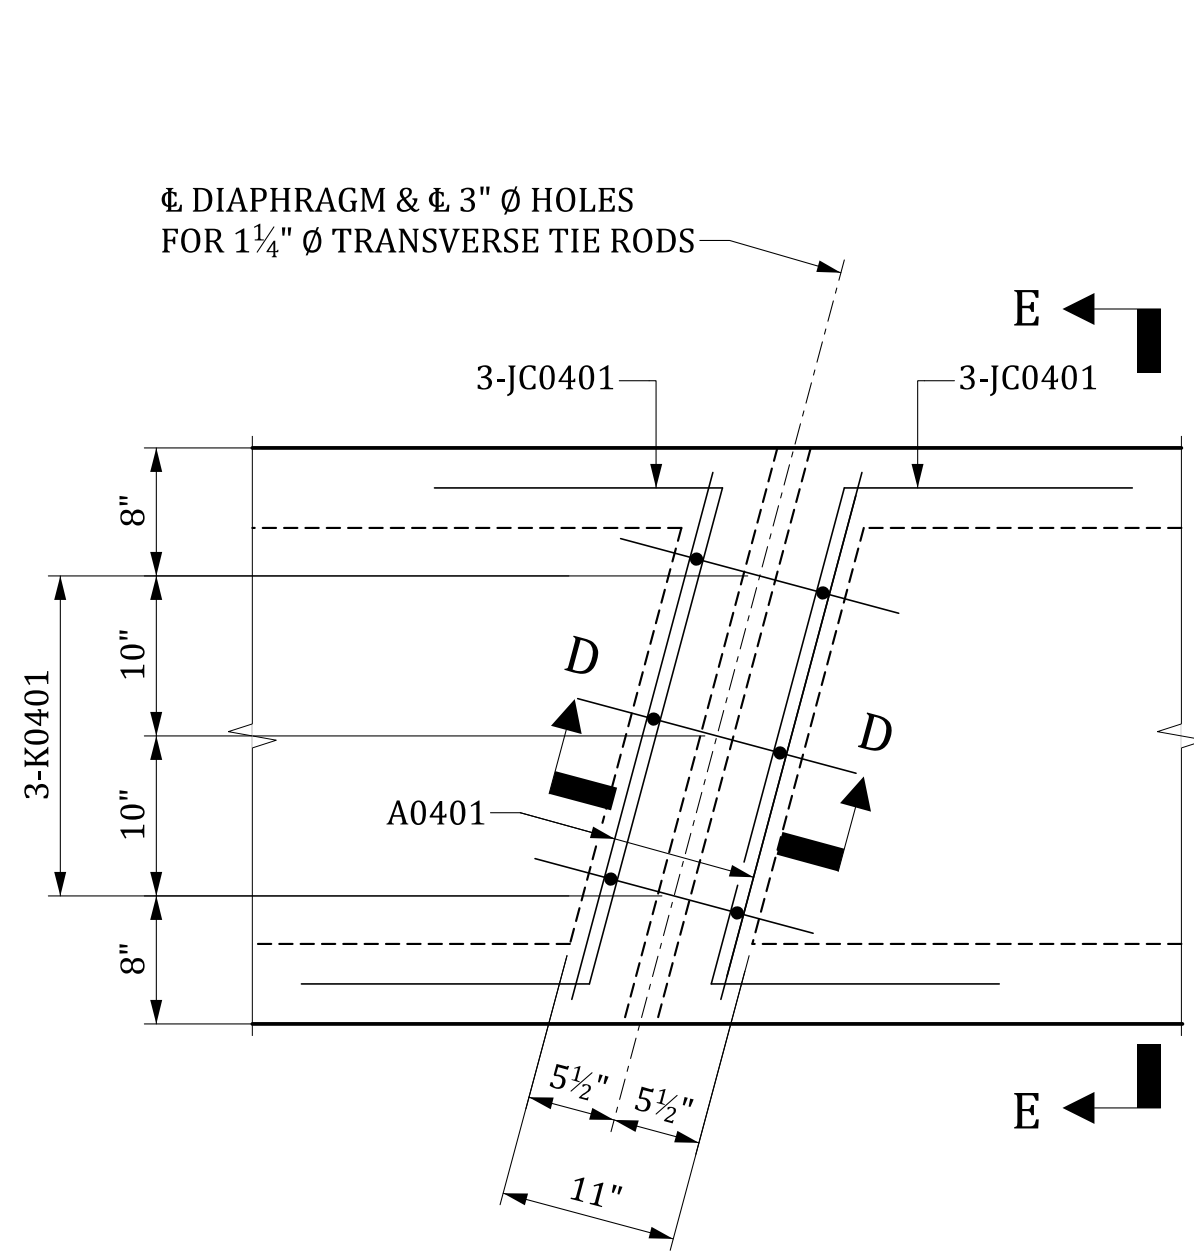 ℄ DIAPHRAGM & ℄ 3" Ø HOLES
FOR 1¼" Ø TRANSVERSE TIE RODS
E
3-JC0401
3-JC0401
8"
10"
3-K0401
D
D
10"
A0401
8"
5½"
5½"
E
11"